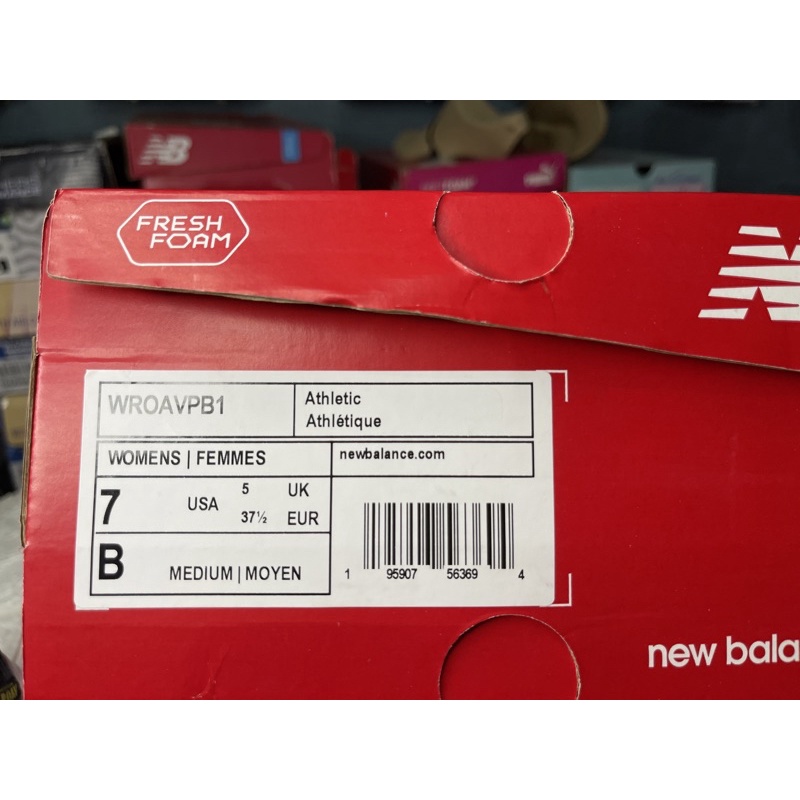 NB
FRESH
FOAM
WROAVPB1
Athletic
Athlétique
WOMENS | FEMMES
newbalance.com
7 USA 5 UK
37½ EUR
B MEDIUM | MOYEN
1 95907 56369 4
new bala